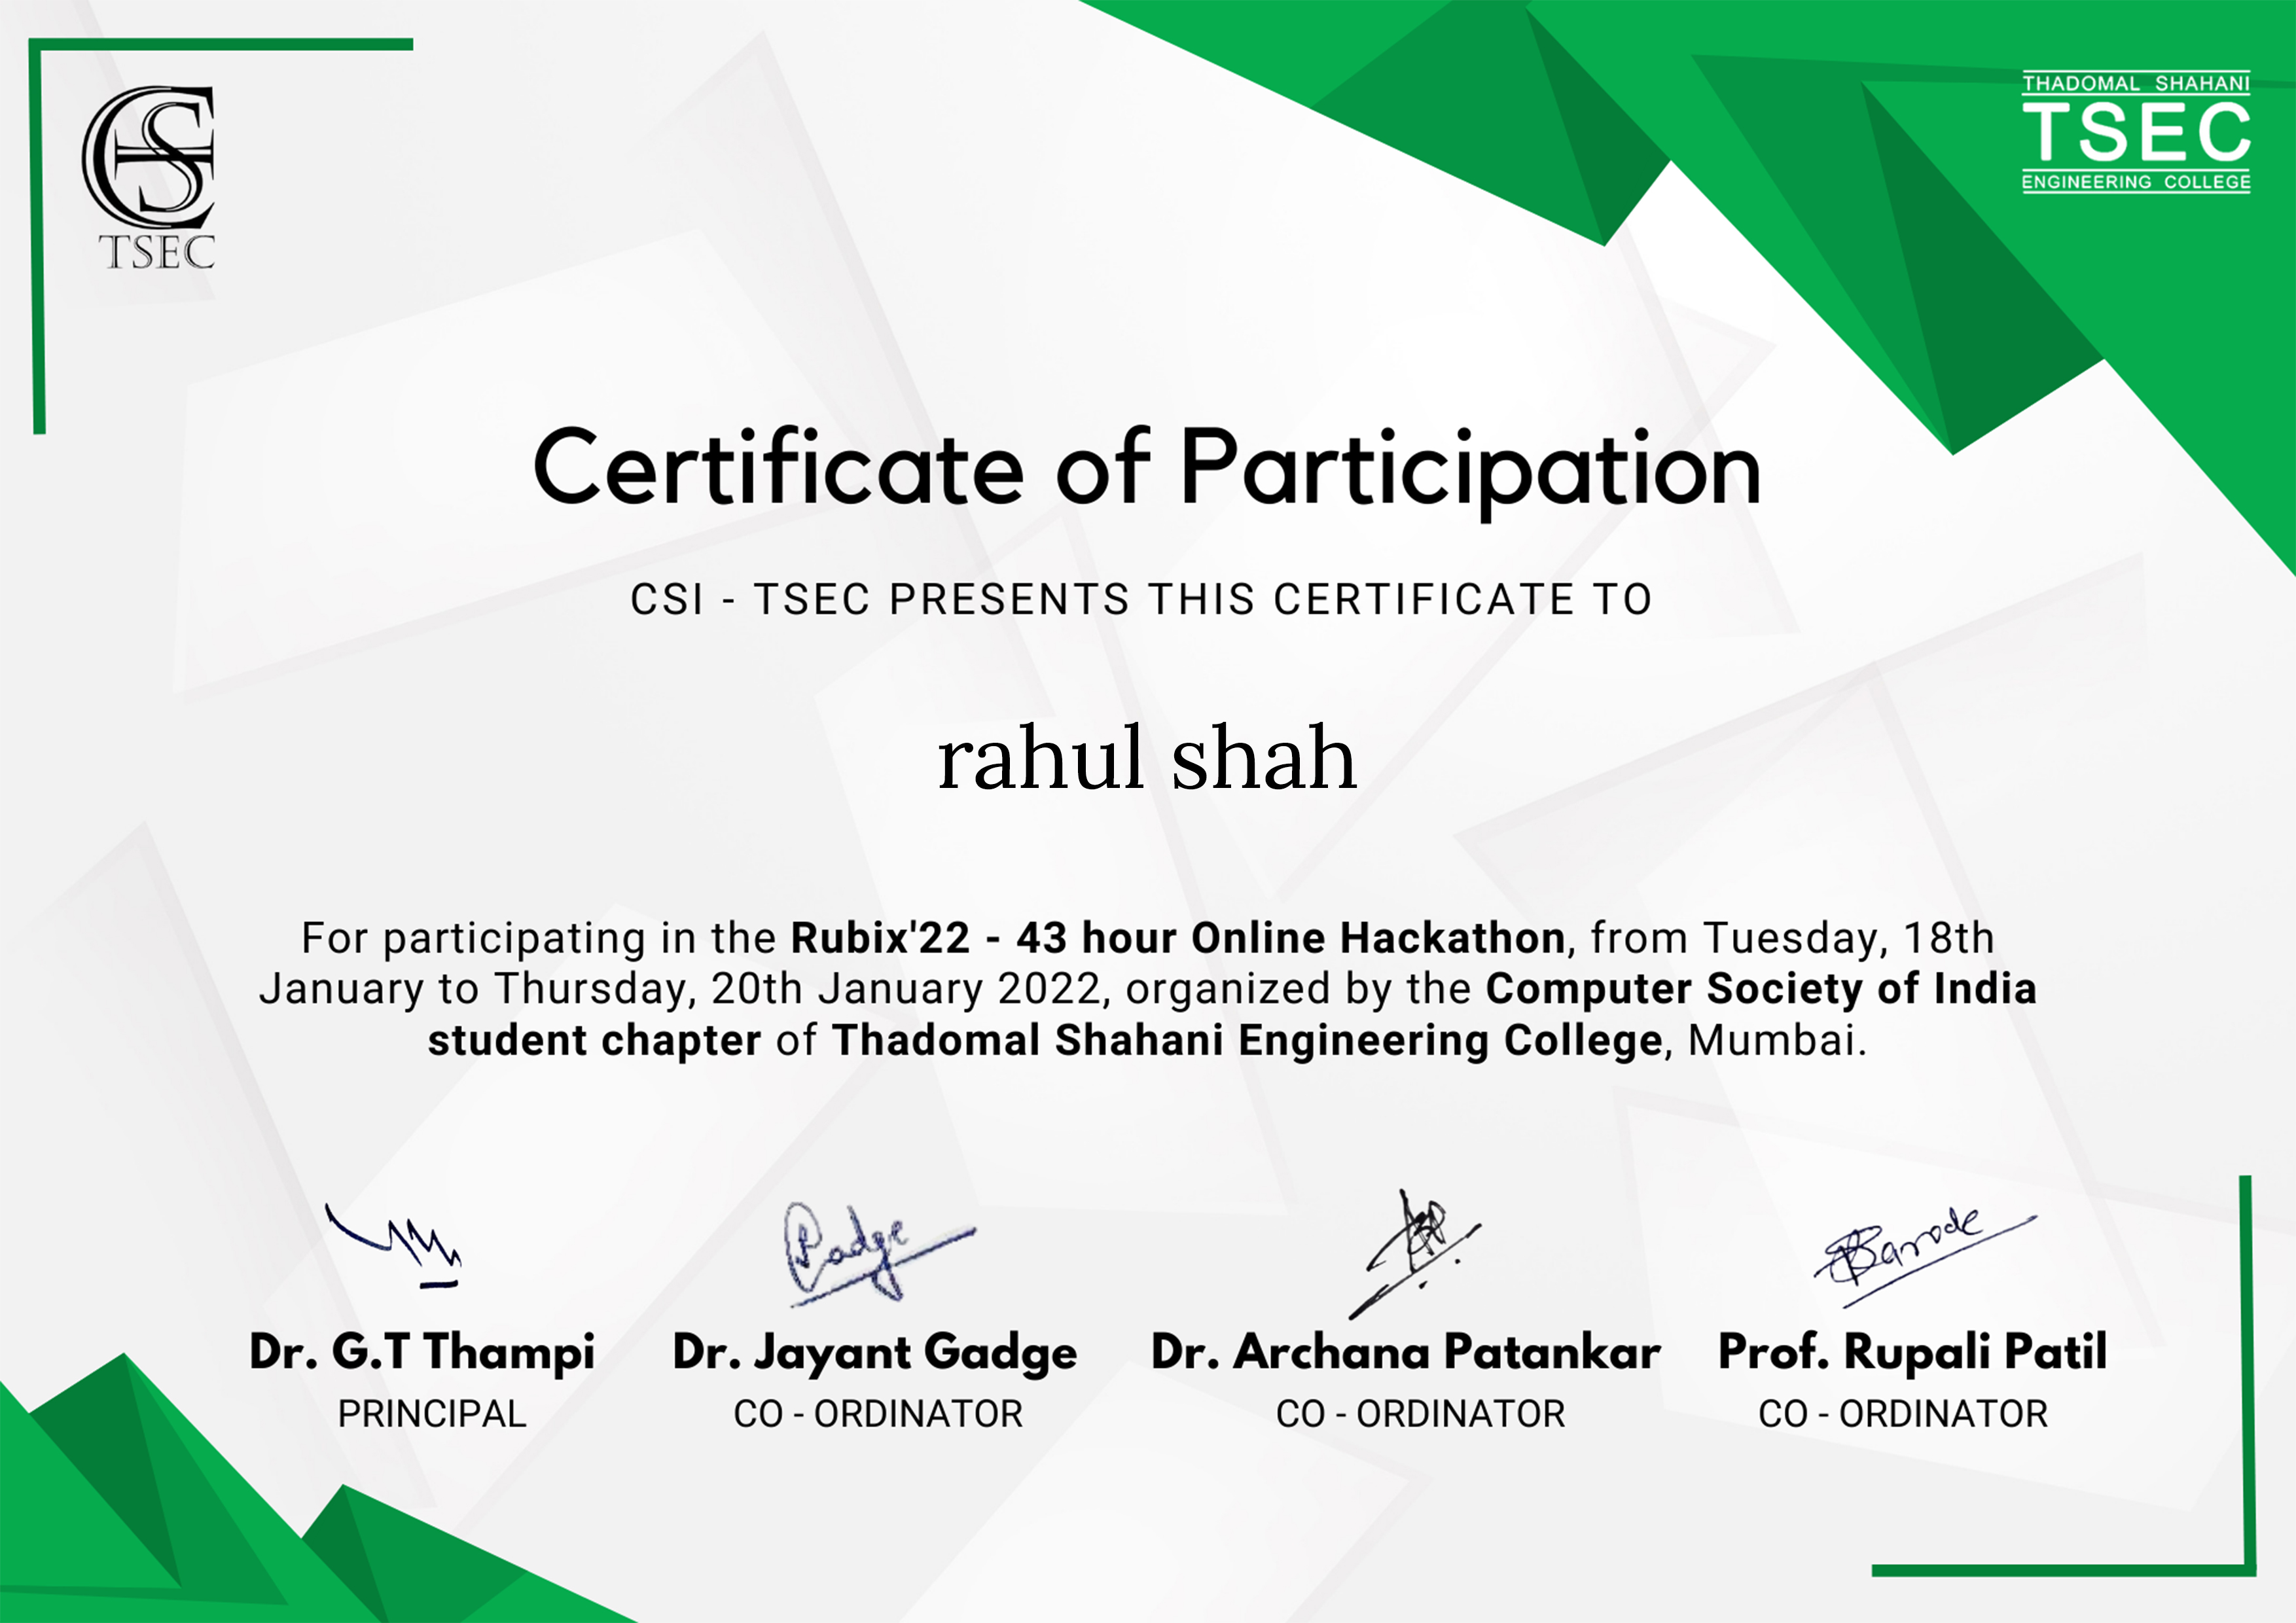 TSEC
THADOMAL SHAHANI
TSEC
ENGINEERING COLLEGE
Certificate of Participation
CSI - TSEC PRESENTS THIS CERTIFICATE TO
rahul shah
For participating in the Rubix'22 - 43 hour Online Hackathon, from Tuesday, 18th
January to Thursday, 20th January 2022, organized by the Computer Society of India
student chapter of Thadomal Shahani Engineering College, Mumbai.
Dr. G.T Thampi
PRINCIPAL
Dr. Jayant Gadge
CO - ORDINATOR
Dr. Archana Patankar
CO - ORDINATOR
Prof. Rupali Patil
CO - ORDINATOR